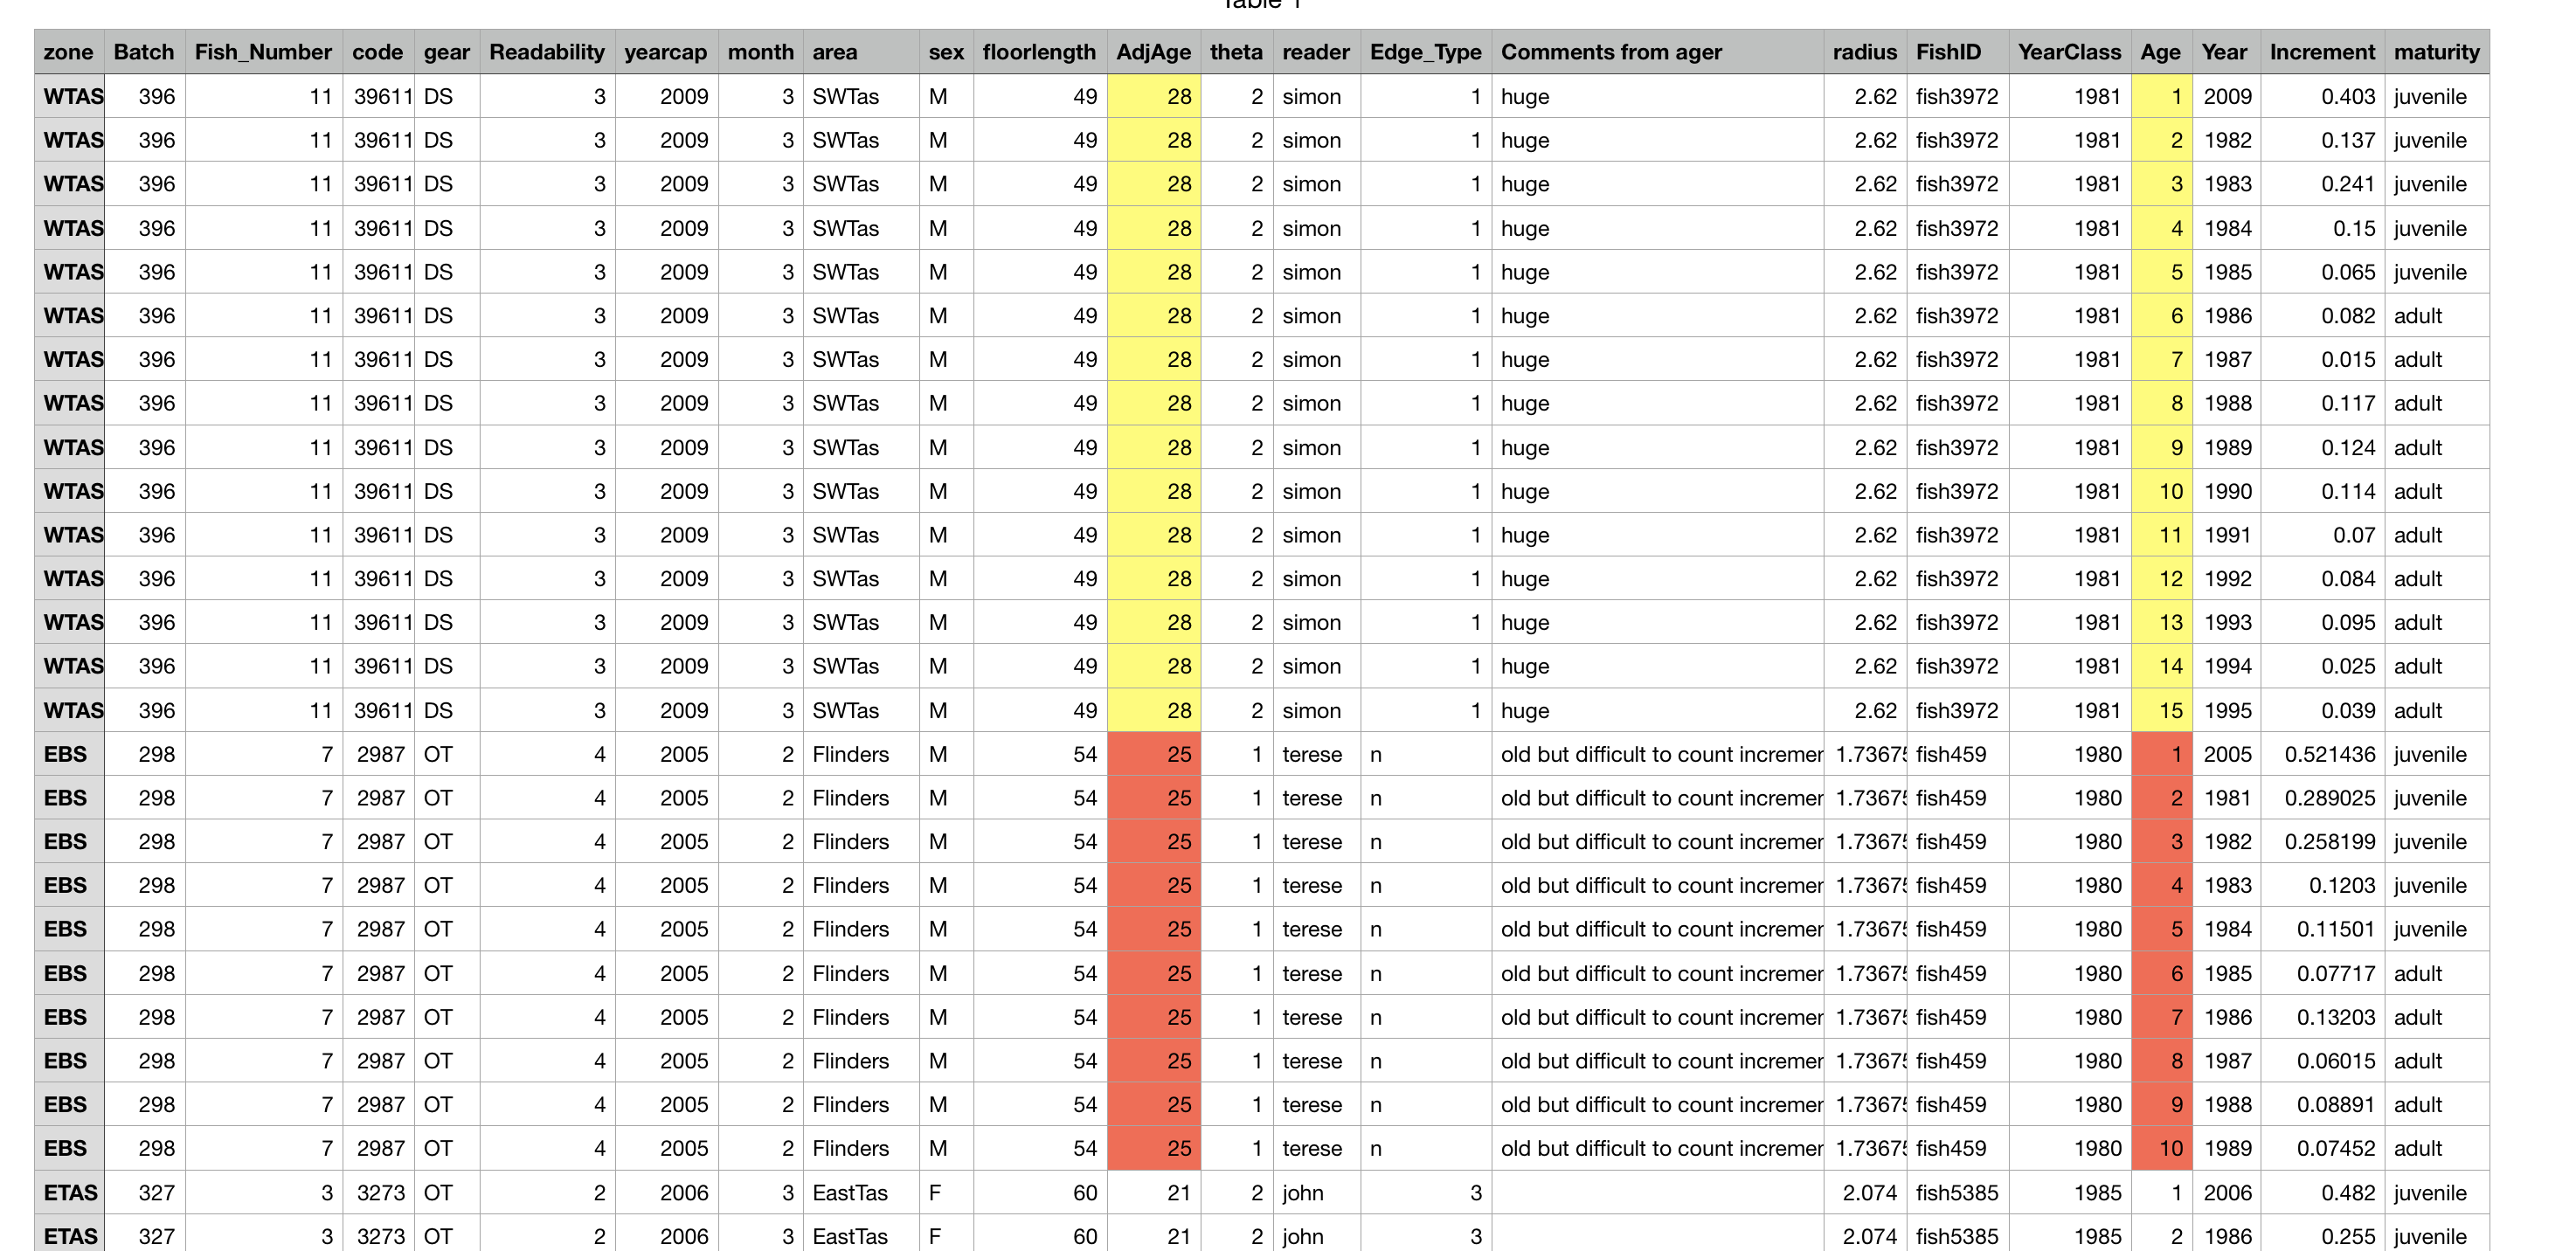 Table 1
zone Batch Fish_Number code gear Readability yearcap month area sex floorlength AdjAge theta reader Edge_Type Comments from ager radius FishID YearClass Age Year Increment maturity
WTAS 396 11 39611 DS 3 2009 3 SWTas M 49 28 2 simon 1 huge 2.62 fish3972 1981 1 2009 0.403 juvenile
WTAS 396 11 39611 DS 3 2009 3 SWTas M 49 28 2 simon 1 huge 2.62 fish3972 1981 2 1982 0.137 juvenile
WTAS 396 11 39611 DS 3 2009 3 SWTas M 49 28 2 simon 1 huge 2.62 fish3972 1981 3 1983 0.241 juvenile
WTAS 396 11 39611 DS 3 2009 3 SWTas M 49 28 2 simon 1 huge 2.62 fish3972 1981 4 1984 0.15 juvenile
WTAS 396 11 39611 DS 3 2009 3 SWTas M 49 28 2 simon 1 huge 2.62 fish3972 1981 5 1985 0.065 juvenile
WTAS 396 11 39611 DS 3 2009 3 SWTas M 49 28 2 simon 1 huge 2.62 fish3972 1981 6 1986 0.082 adult
WTAS 396 11 39611 DS 3 2009 3 SWTas M 49 28 2 simon 1 huge 2.62 fish3972 1981 7 1987 0.015 adult
WTAS 396 11 39611 DS 3 2009 3 SWTas M 49 28 2 simon 1 huge 2.62 fish3972 1981 8 1988 0.117 adult
WTAS 396 11 39611 DS 3 2009 3 SWTas M 49 28 2 simon 1 huge 2.62 fish3972 1981 9 1989 0.124 adult
WTAS 396 11 39611 DS 3 2009 3 SWTas M 49 28 2 simon 1 huge 2.62 fish3972 1981 10 1990 0.114 adult
WTAS 396 11 39611 DS 3 2009 3 SWTas M 49 28 2 simon 1 huge 2.62 fish3972 1981 11 1991 0.07 adult
WTAS 396 11 39611 DS 3 2009 3 SWTas M 49 28 2 simon 1 huge 2.62 fish3972 1981 12 1992 0.084 adult
WTAS 396 11 39611 DS 3 2009 3 SWTas M 49 28 2 simon 1 huge 2.62 fish3972 1981 13 1993 0.095 adult
WTAS 396 11 39611 DS 3 2009 3 SWTas M 49 28 2 simon 1 huge 2.62 fish3972 1981 14 1994 0.025 adult
WTAS 396 11 39611 DS 3 2009 3 SWTas M 49 28 2 simon 1 huge 2.62 fish3972 1981 15 1995 0.039 adult
EBS 298 7 2987 OT 4 2005 2 Flinders M 54 25 1 terese n old but difficult to count incremer 1.73675 fish459 1980 1 2005 0.521436 juvenile
EBS 298 7 2987 OT 4 2005 2 Flinders M 54 25 1 terese n old but difficult to count incremer 1.73675 fish459 1980 2 1981 0.289025 juvenile
EBS 298 7 2987 OT 4 2005 2 Flinders M 54 25 1 terese n old but difficult to count incremer 1.73675 fish459 1980 3 1982 0.258199 juvenile
EBS 298 7 2987 OT 4 2005 2 Flinders M 54 25 1 terese n old but difficult to count incremer 1.73675 fish459 1980 4 1983 0.1203 juvenile
EBS 298 7 2987 OT 4 2005 2 Flinders M 54 25 1 terese n old but difficult to count incremer 1.73675 fish459 1980 5 1984 0.11501 juvenile
EBS 298 7 2987 OT 4 2005 2 Flinders M 54 25 1 terese n old but difficult to count incremer 1.73675 fish459 1980 6 1985 0.07717 adult
EBS 298 7 2987 OT 4 2005 2 Flinders M 54 25 1 terese n old but difficult to count incremer 1.73675 fish459 1980 7 1986 0.13203 adult
EBS 298 7 2987 OT 4 2005 2 Flinders M 54 25 1 terese n old but difficult to count incremer 1.73675 fish459 1980 8 1987 0.06015 adult
EBS 298 7 2987 OT 4 2005 2 Flinders M 54 25 1 terese n old but difficult to count incremer 1.73675 fish459 1980 9 1988 0.08891 adult
EBS 298 7 2987 OT 4 2005 2 Flinders M 54 25 1 terese n old but difficult to count incremer 1.73675 fish459 1980 10 1989 0.07452 adult
ETAS 327 3 3273 OT 2 2006 3 EastTas F 60 21 2 john 3 2.074 fish5385 1985 1 2006 0.482 juvenile
ETAS 327 3 3273 OT 2 2006 3 EastTas F 60 21 2 john 3 2.074 fish5385 1985 2 1986 0.255 juvenile